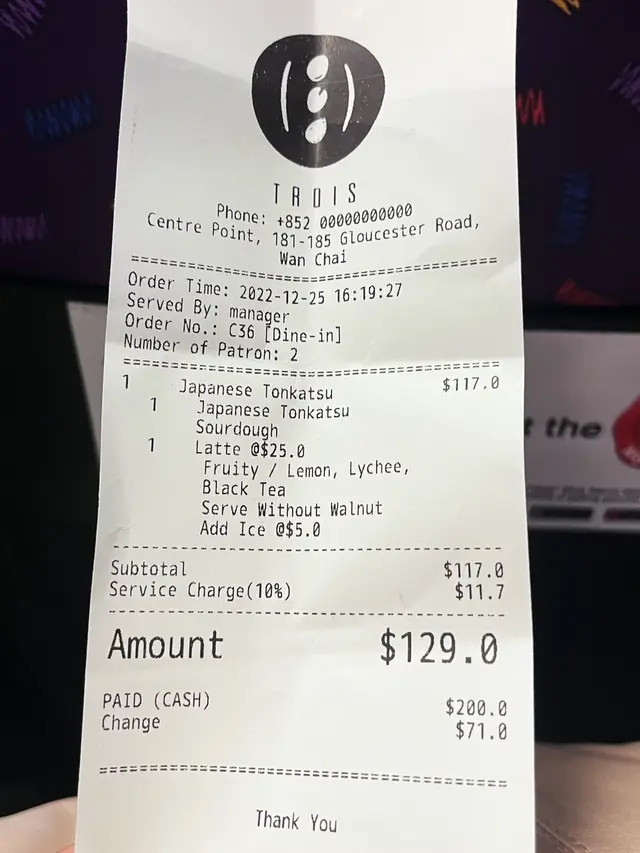 TROIS
Phone: +852 00000000000
Centre Point, 181-185 Gloucester Road,
Wan Chai
Order Time: 2022-12-25 16:19:27
Served By: manager
Order No.: C36 [Dine-in]
Number of Patron: 2
1 Japanese Tonkatsu $117.0
1 Japanese Tonkatsu
Sourdough
1 Latte @$25.0
Fruity / Lemon, Lychee,
Black Tea
Serve Without Walnut
Add Ice @$5.0
Subtotal $117.0
Service Charge(10%) $11.7
Amount $129.0
PAID (CASH) $200.0
Change $71.0
Thank You
the